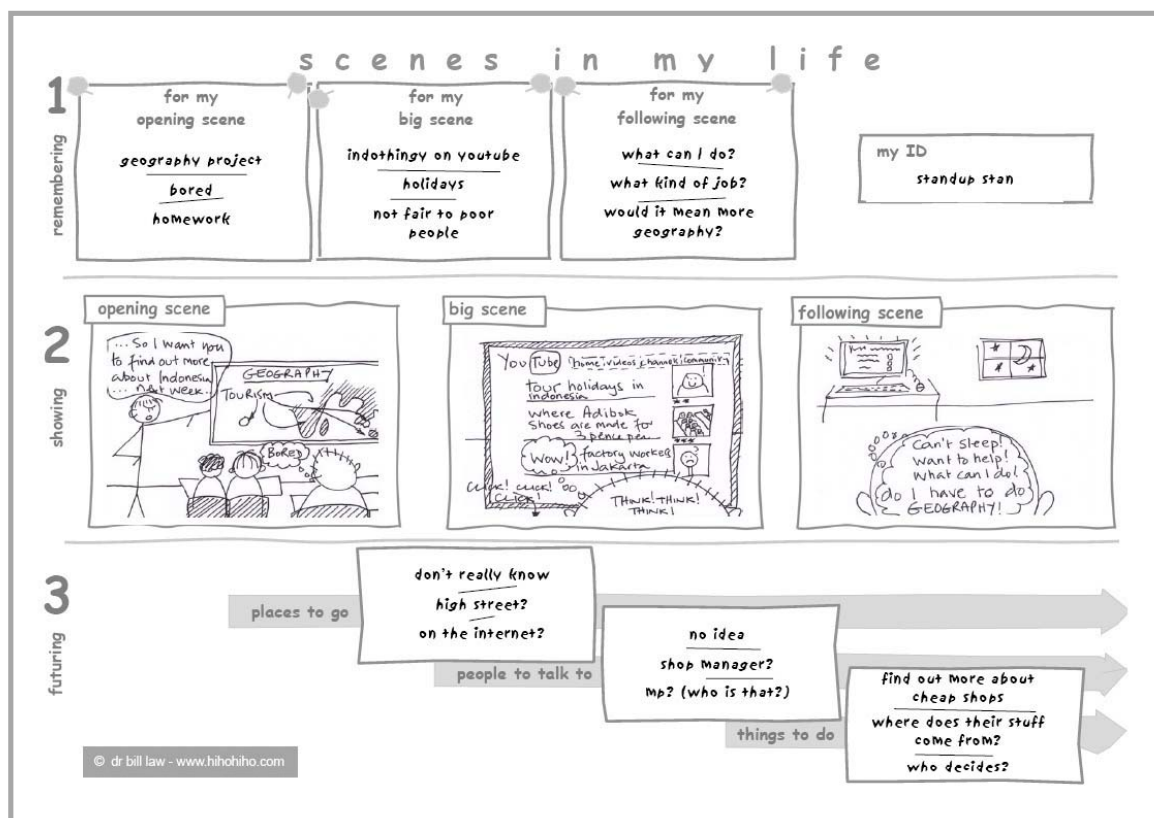 scenes in my life
1
remembering
for my
opening scene
geography project
bored
homework
for my
big scene
indothingy on youtube
holidays
not fair to poor
people
for my
following scene
what can I do?
what kind of job?
would it mean more
geography?
my ID
standup stan
2
showing
opening scene
...So I want you
to find out more
about Indonesia
... next week...
GEOGRAPHY
TOURISM
BORED
big scene
YouTube home videos channels community
tour holidays in
indonesia
where Adibok
shoes are made for
3 pence per
Wow! factory worker
in Jakarta
CLICK! CLICK!
CLICK!
THINK! THINK!
THINK!
following scene
Can't sleep!
want to help!
What can I do!
do I have to do
GEOGRAPHY!
3
futuring
places to go
don't really know
high street?
on the internet?
people to talk to
no idea
shop manager?
mp? (who is that?)
things to do
find out more about
cheap shops
where does their stuff
come from?
who decides?
© dr bill law - www.hihohiho.com